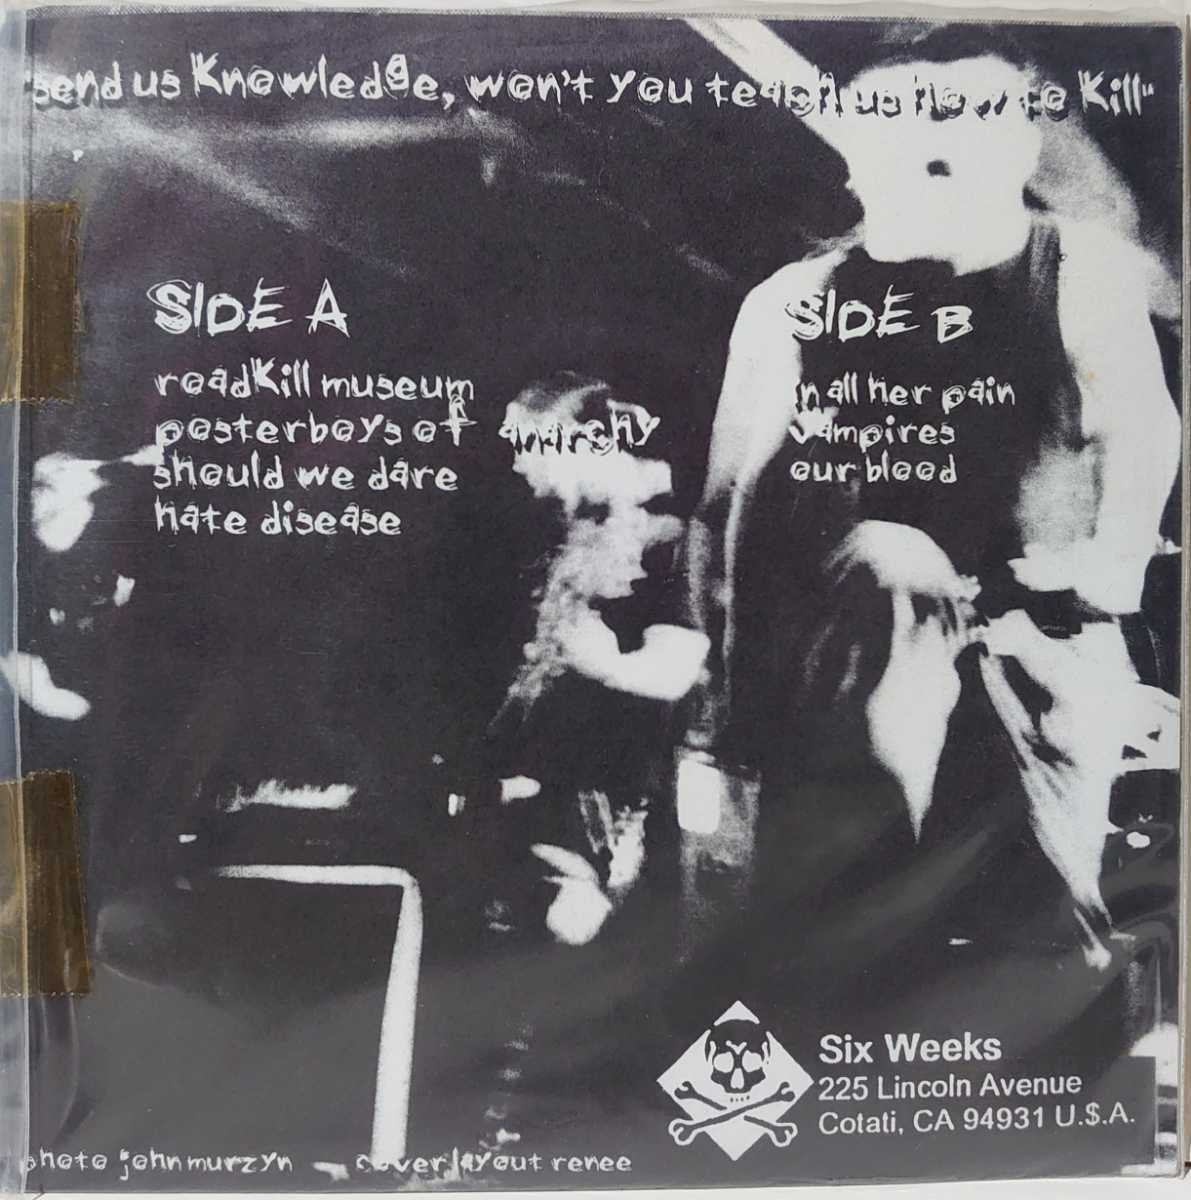 "send us Knowledge, won't you teach us how to Kill"
SIDE A
roadKill museum
posterboys of anarchy
should we dare
hate disease
SIDE B
in all her pain
vampires
our blood
Six Weeks
225 Lincoln Avenue
Cotati, CA 94931 U.$.A.
photo john murzyn — cover layout renee